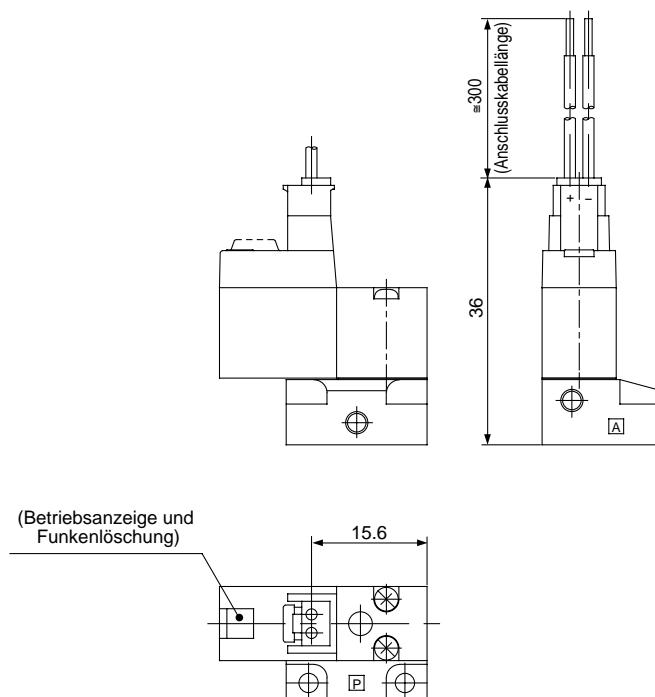 ≅300
(Anschlusskabellänge)
+ −
36
A
(Betriebsanzeige und
Funkenlöschung)
15.6
P